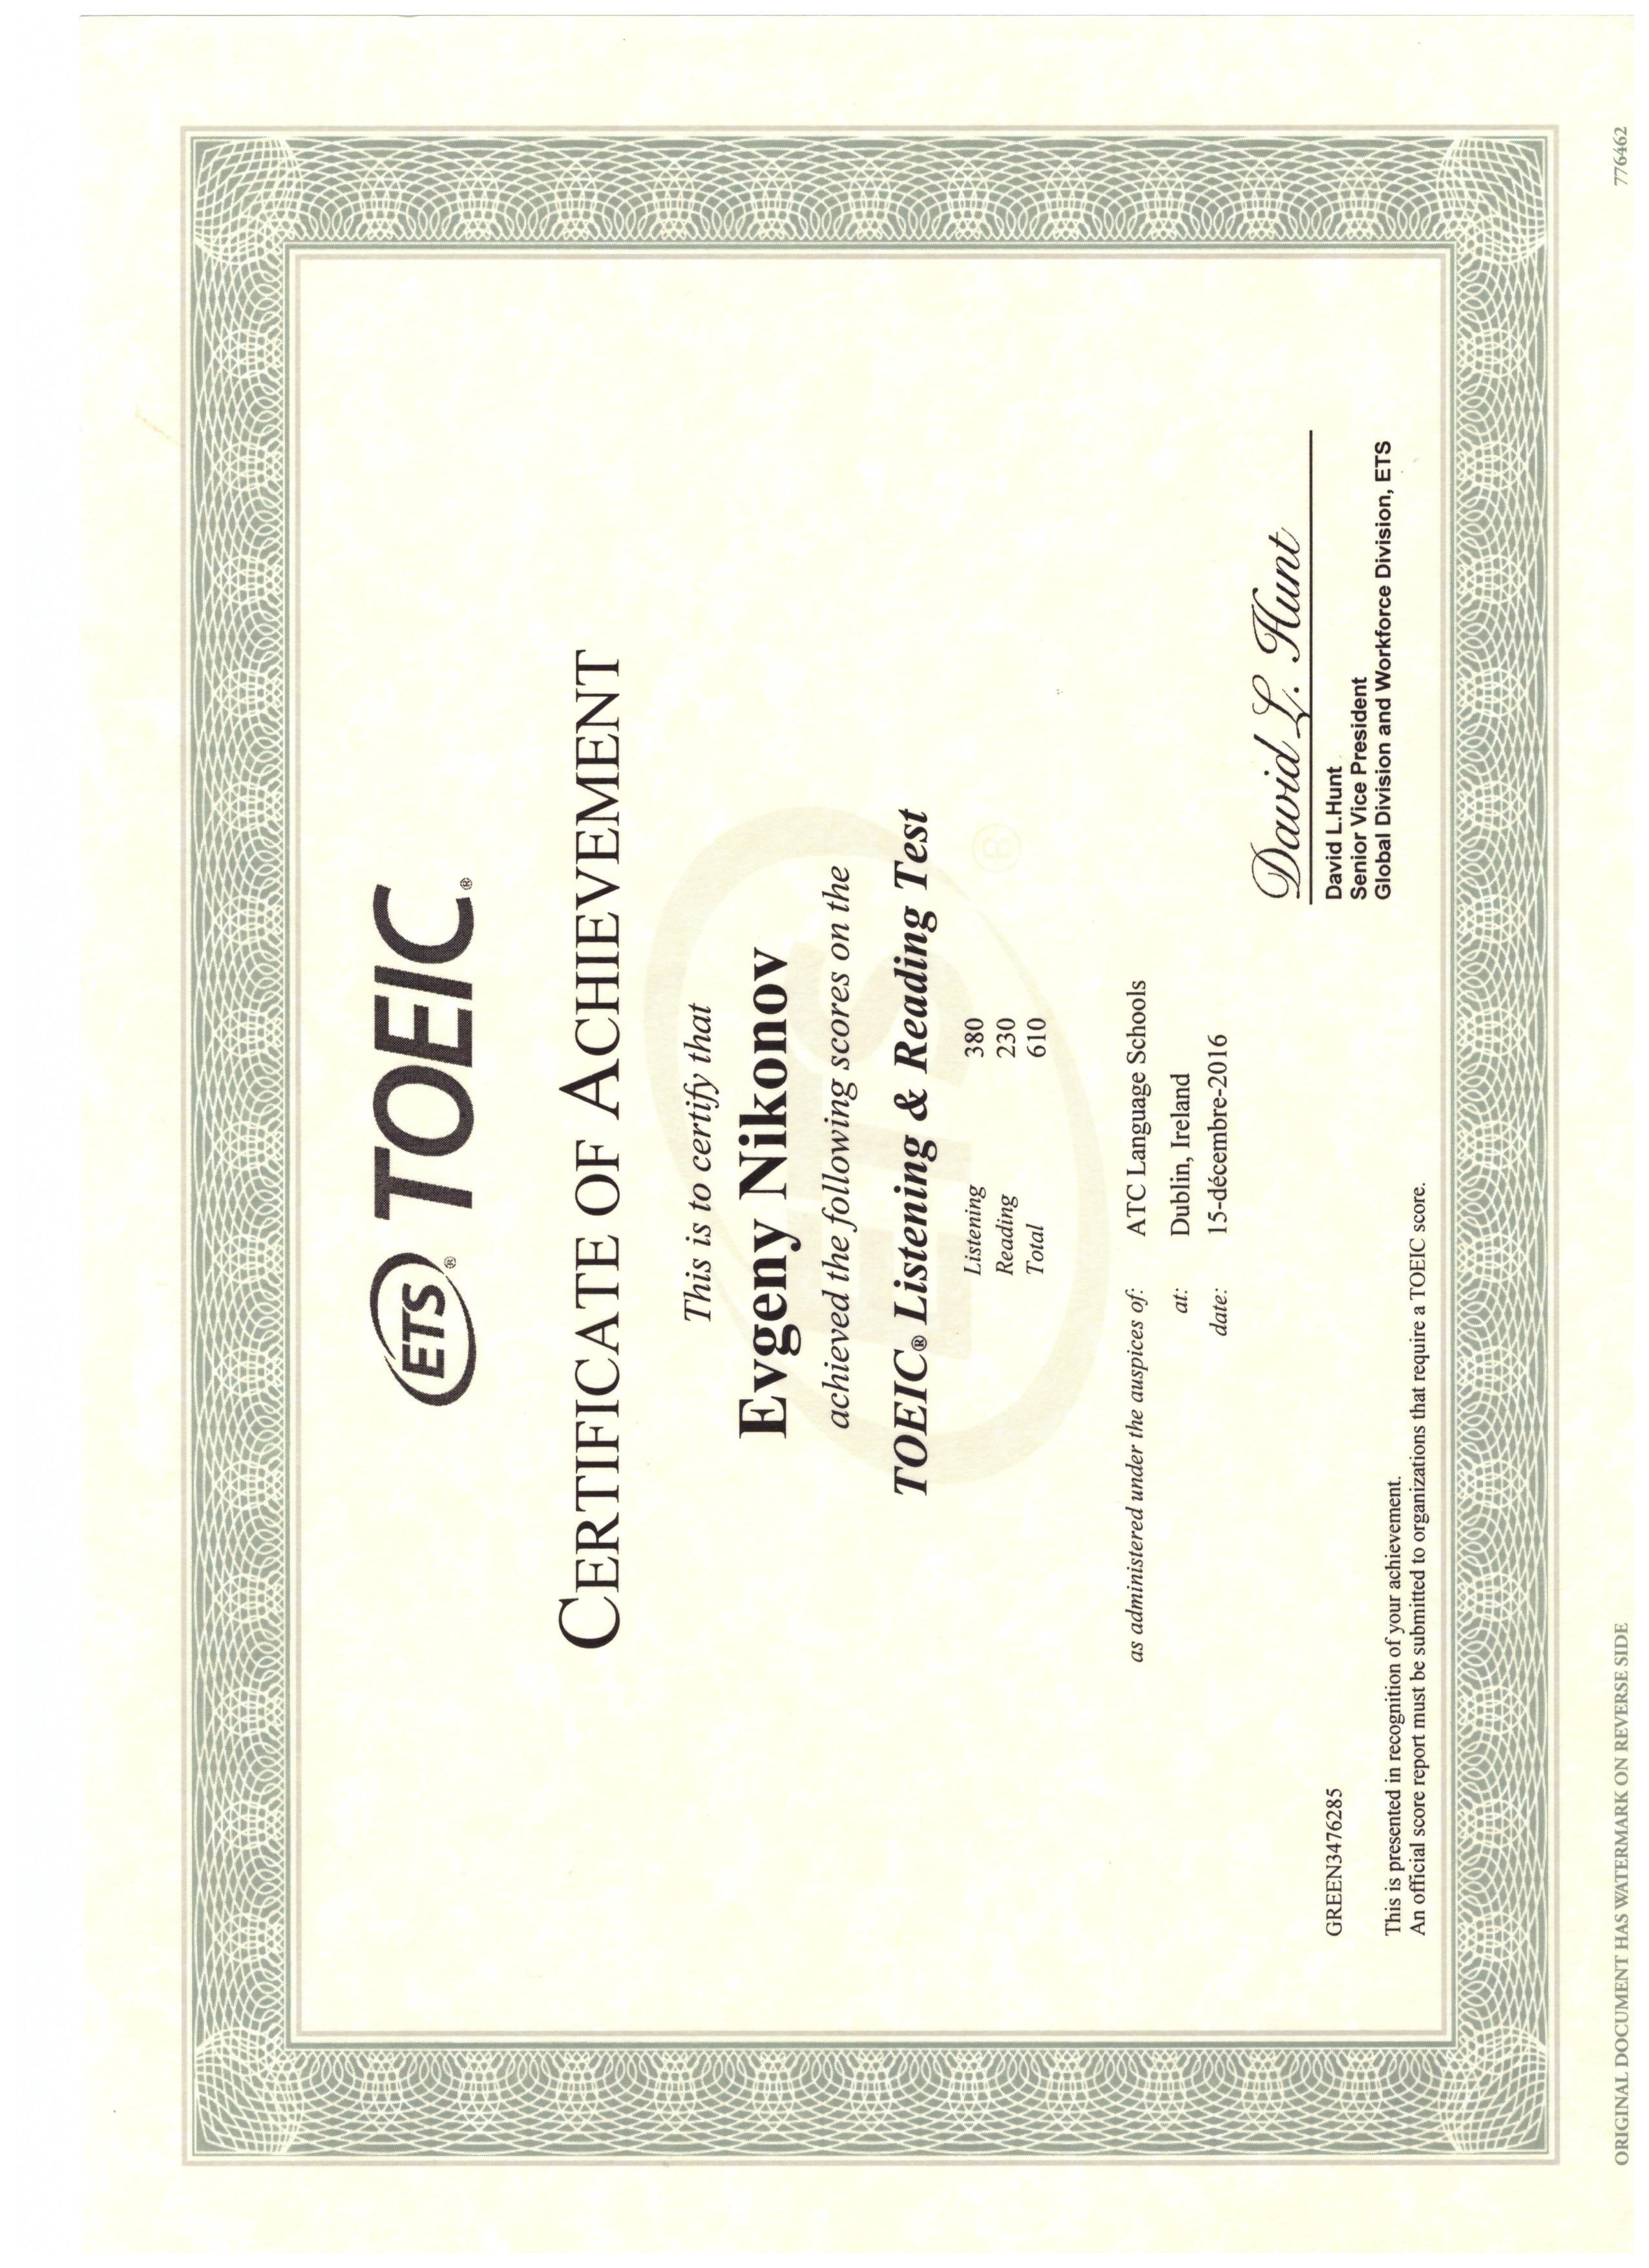 ETS® TOEIC®
CERTIFICATE OF ACHIEVEMENT
This is to certify that
Evgeny Nikonov
achieved the following scores on the
TOEIC® Listening & Reading Test
Listening 380
Reading 230
Total 610
as administered under the auspices of: ATC Language Schools
at: Dublin, Ireland
date: 15-décembre-2016
David L. Hunt
GREEN3476285
David L.Hunt
Senior Vice President
Global Division and Workforce Division, ETS
This is presented in recognition of your achievement.
An official score report must be submitted to organizations that require a TOEIC score.
ETS®
ORIGINAL DOCUMENT HAS WATERMARK ON REVERSE SIDE
776462